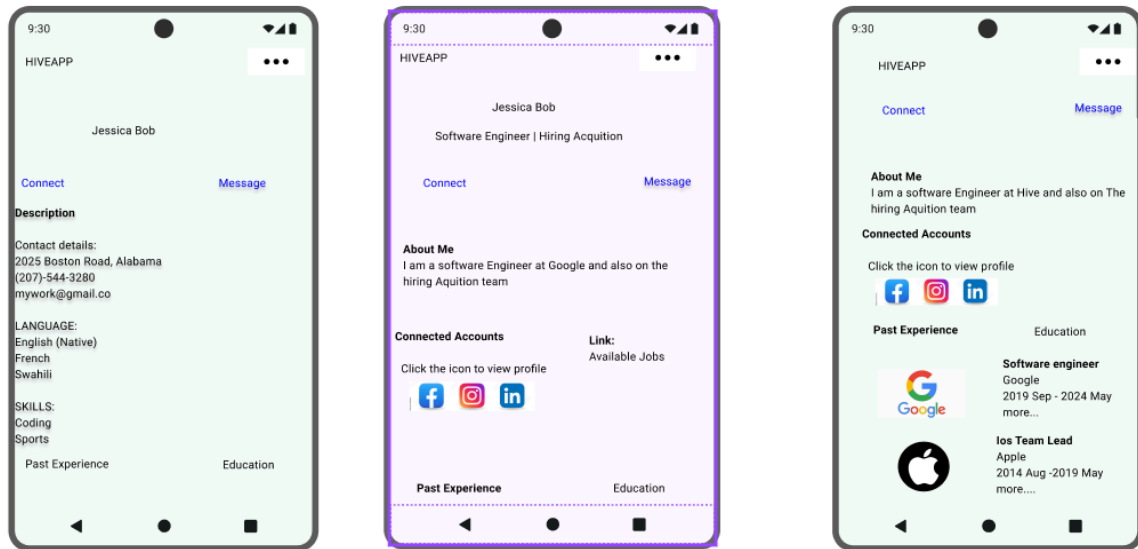 9:30
HIVEAPP
Jessica Bob
Connect
Message
Description
Contact details:
2025 Boston Road, Alabama
(207)-544-3280
mywork@gmail.co
LANGUAGE:
English (Native)
French
Swahili
SKILLS:
Coding
Sports
Past Experience
Education
9:30
HIVEAPP
Jessica Bob
Software Engineer | Hiring Acquition
Connect
Message
About Me
I am a software Engineer at Google and also on the
hiring Aquition team
Connected Accounts
Link:
Available Jobs
Click the icon to view profile
f
in
Past Experience
Education
9:30
HIVEAPP
Connect
Message
About Me
I am a software Engineer at Hive and also on The
hiring Aquition team
Connected Accounts
Click the icon to view profile
f
in
Past Experience
Education
G
Google
Software engineer
Google
2019 Sep - 2024 May
more...
Ios Team Lead
Apple
2014 Aug -2019 May
more....